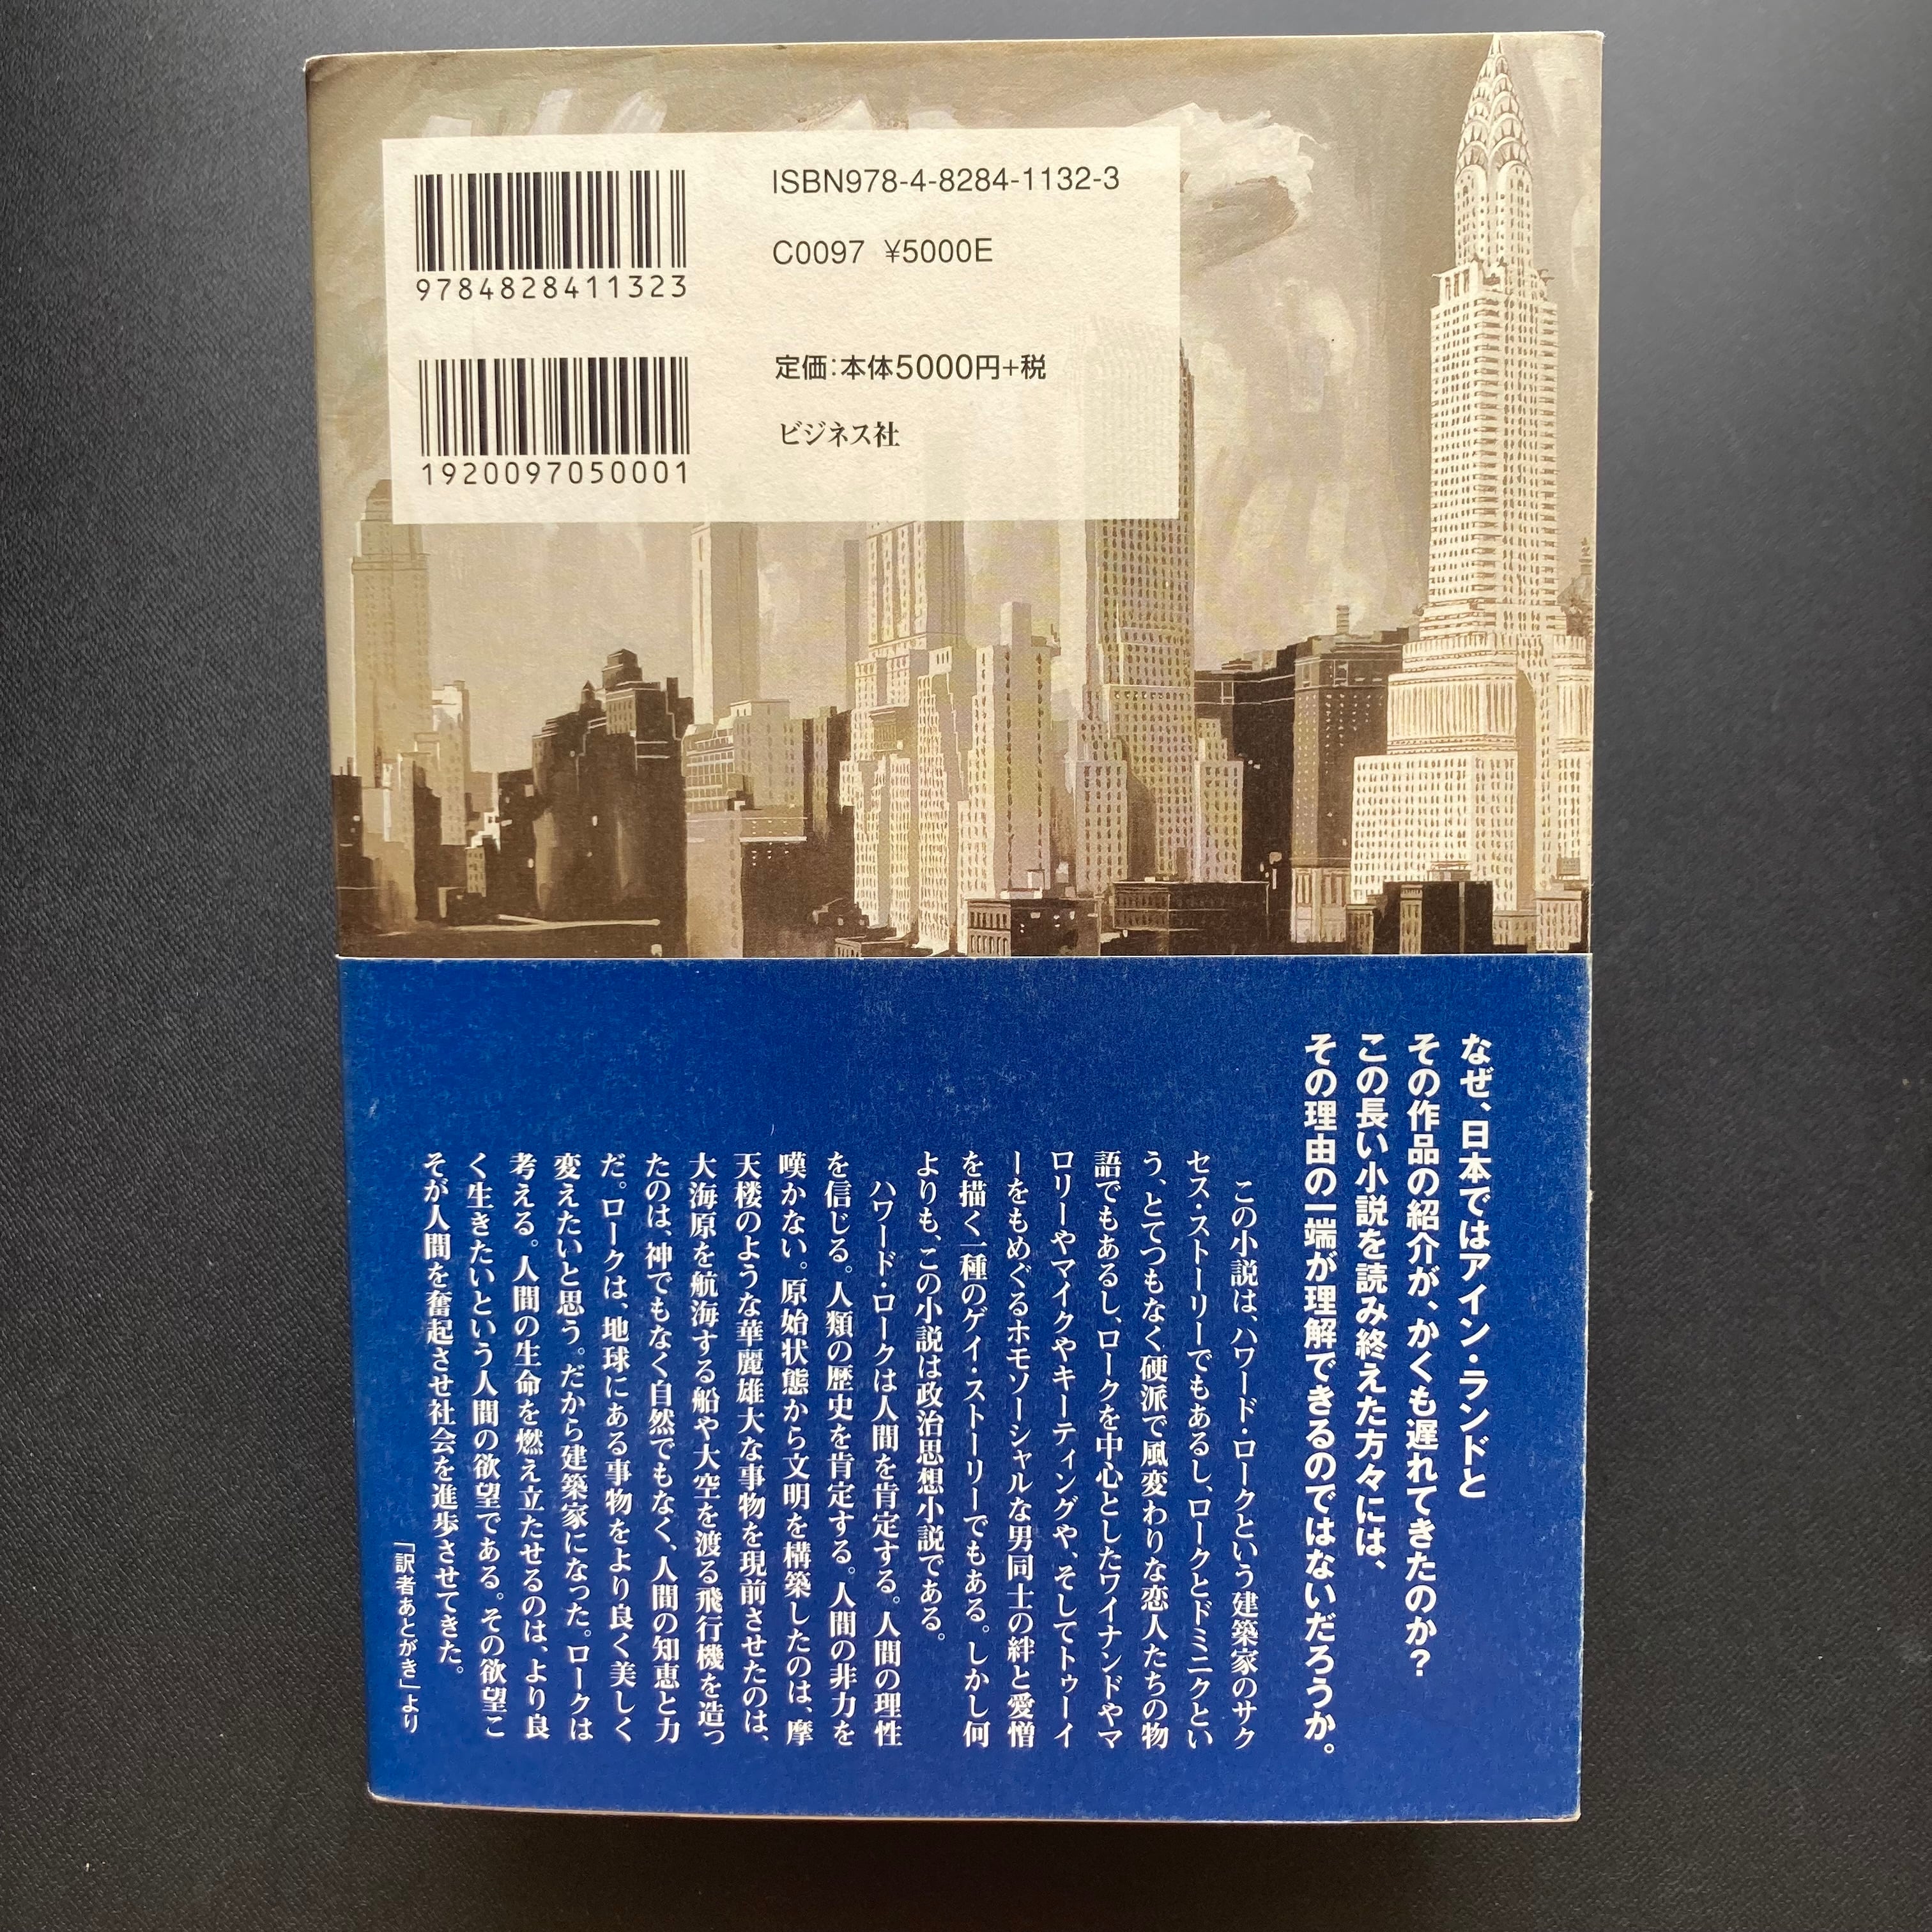 9784828411323
ISBN978-4-8284-1132-3
C0097 ¥5000E
1920097050001
定価:本体5000円+税
ビジネス社
なぜ、日本ではアイン・ランドと
その作品の紹介が、かくも遅れてきたのか?
この長い小説を読み終えた方々には、
その理由の一端が理解できるのではないだろうか。
この小説は、ハワード・ロークという建築家のサク
セス・ストーリーでもあるし、ロークとドミニクとい
う、とてつもなく硬派で風変わりな恋人たちの物
語でもあるし、ロークを中心としたワイナンドやマ
ロリーやマイクやキーティングや、そしてトゥーイ
ーをもめぐるホモソーシャルな男同士の絆と愛憎
を描く一種のゲイ・ストーリーでもある。しかし何
よりも、この小説は政治思想小説である。
ハワード・ロークは人間を肯定する。人間の理性
を信じる。人類の歴史を肯定する。人間の非力を
嘆かない。原始状態から文明を構築したのは、摩
天楼のような華麗雄大な事物を現前させたのは、
大海原を航海する船や大空を渡る飛行機を造っ
たのは、神でもなく自然でもなく、人間の知恵と力
だ。ロークは、地球にある事物をより良く美しく
変えたいと思う。だから建築家になった。ロークは
考える。人間の生命を燃え立たせるのは、より良
く生きたいという人間の欲望である。その欲望こ
そが人間を奮起させ社会を進歩させてきた。
「訳者あとがき」より